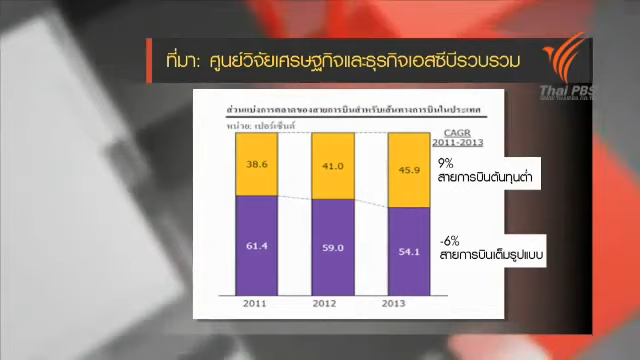 ที่มา: ศูนย์วิจัยเศรษฐกิจและธุรกิจเอสซีบีรวบรวม
Thai PBS
ส่วนแบ่งการตลาดของสายการบินสำหรับเส้นทางการบินในประเทศ
หน่วย: เปอร์เซ็นต์
CAGR
2011-2013
38.6 41.0 45.9
9%
สายการบินต้นทุนต่ำ
61.4 59.0 54.1
-6%
สายการบินเต็มรูปแบบ
2011 2012 2013